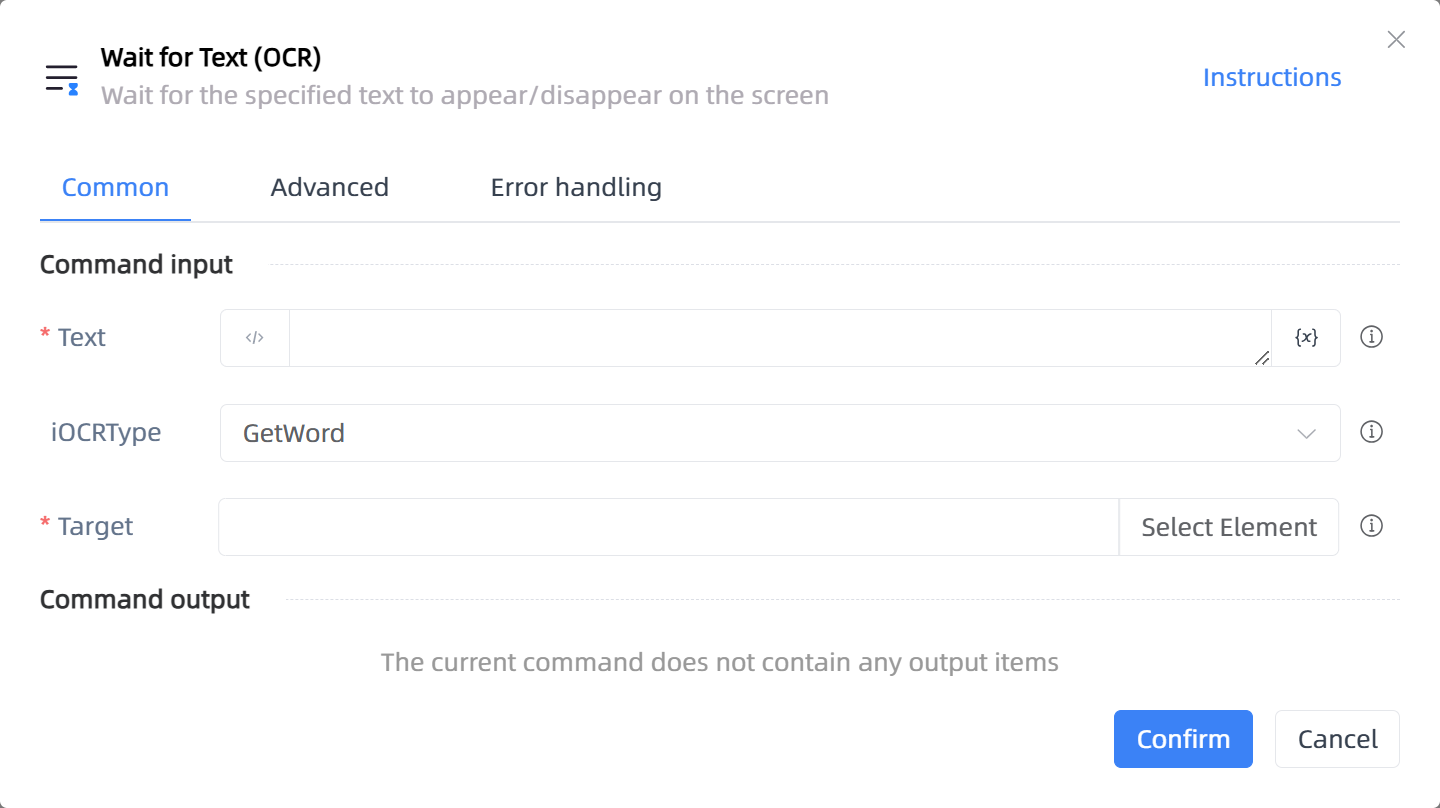 Wait for Text (OCR)
Wait for the specified text to appear/disappear on the screen
Instructions
Common
Advanced
Error handling
Command input
* Text
</>
{x}
iOCRType
GetWord
* Target
Select Element
Command output
The current command does not contain any output items
Confirm
Cancel